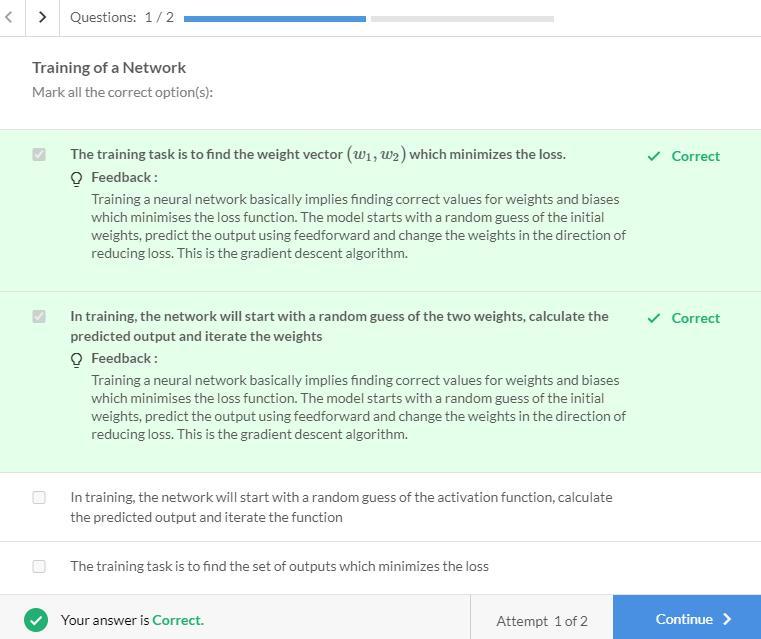 Questions: 1 / 2
Training of a Network
Mark all the correct option(s):
The training task is to find the weight vector (w₁, w₂) which minimizes the loss.
Correct
Feedback :
Training a neural network basically implies finding correct values for weights and biases
which minimises the loss function. The model starts with a random guess of the initial
weights, predict the output using feedforward and change the weights in the direction of
reducing loss. This is the gradient descent algorithm.
In training, the network will start with a random guess of the two weights, calculate the
predicted output and iterate the weights
Correct
Feedback :
Training a neural network basically implies finding correct values for weights and biases
which minimises the loss function. The model starts with a random guess of the initial
weights, predict the output using feedforward and change the weights in the direction of
reducing loss. This is the gradient descent algorithm.
In training, the network will start with a random guess of the activation function, calculate
the predicted output and iterate the function
The training task is to find the set of outputs which minimizes the loss
Your answer is Correct.
Attempt 1 of 2
Continue